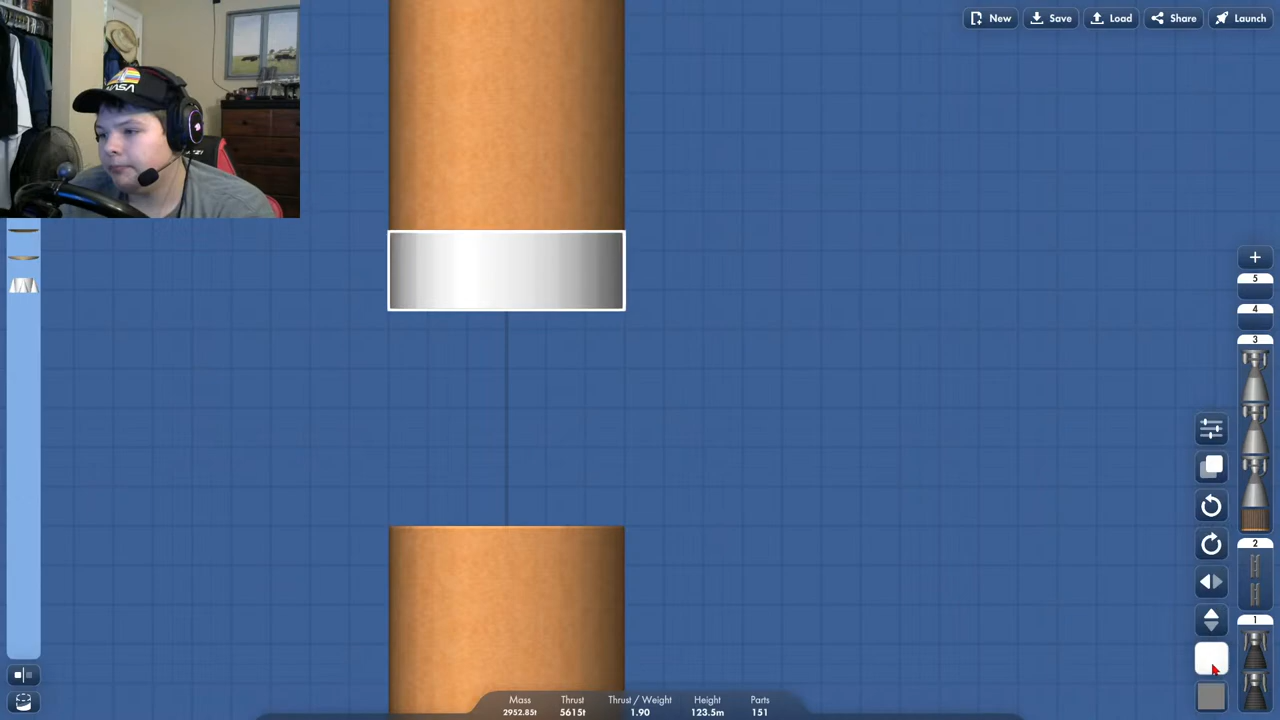 New
Save
Load
Share
Launch
NASA
5
4
3
2
1
Mass
Thrust
Thrust / Weight
Height
Parts
2952.85t
5615t
1.90
123.5m
151